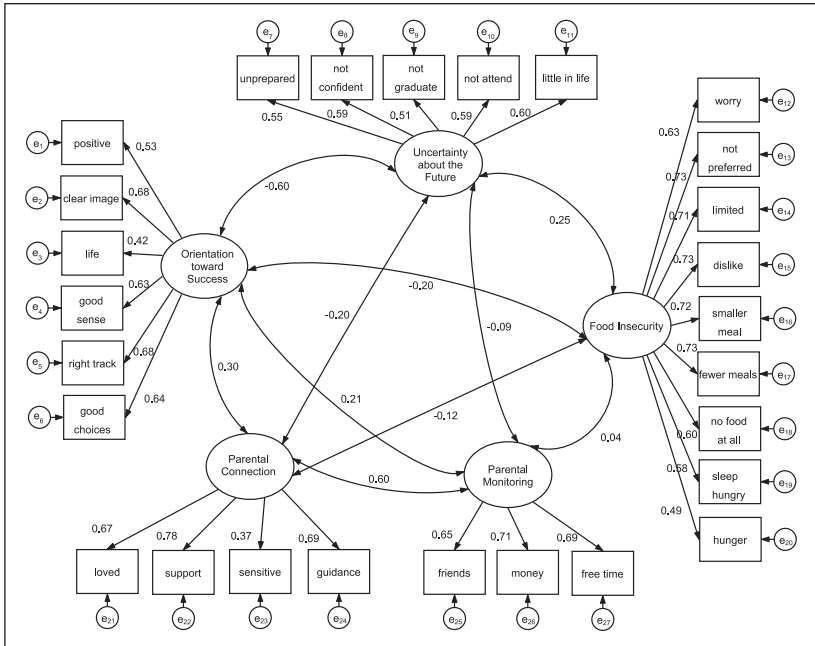 e7
e8
e9
e10
e11
unprepared
not
confident
not
graduate
not attend
little in life
0.55
0.59
0.51
0.59
0.60
Uncertainty
about the
Future
e1
positive
0.53
e2
clear image
0.68
e3
life
0.42
e4
good
sense
0.63
e5
right track
0.68
e6
good
choices
0.64
Orientation
toward
Success
-0.60
0.25
-0.20
-0.20
-0.09
0.30
0.21
-0.12
0.04
0.60
Food Insecurity
worry
e12
0.63
not
preferred
e13
0.73
limited
e14
0.71
dislike
e15
0.73
smaller
meal
e16
0.72
fewer meals
e17
0.73
no food
at all
e18
0.60
sleep
hungry
e19
0.58
hunger
e20
0.49
Parental
Connection
0.67
0.78
0.37
0.69
loved
support
sensitive
guidance
e21
e22
e23
e24
Parental
Monitoring
0.65
0.71
0.69
friends
money
free time
e25
e26
e27